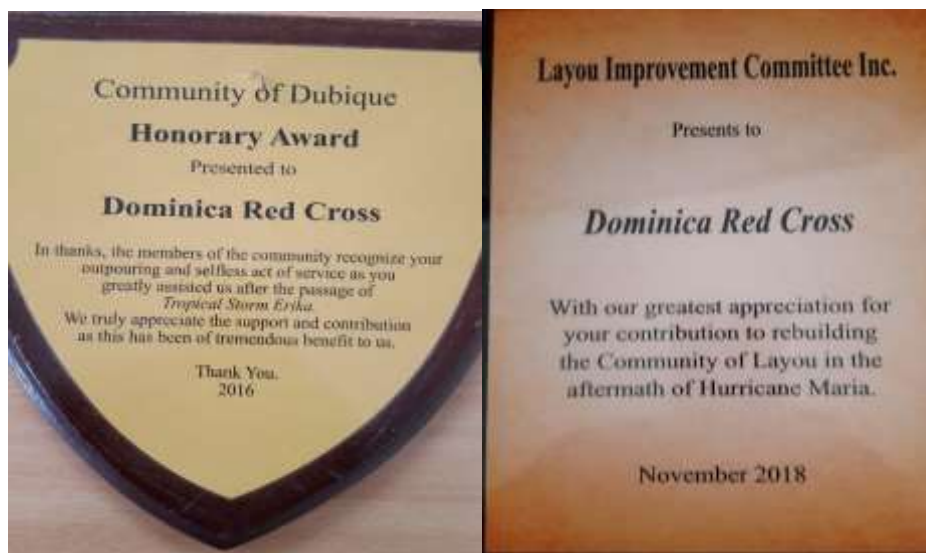 Community of Dubique
Honorary Award
Presented to
Dominica Red Cross
In thanks, the members of the community recognize your
outpouring and selfless act of service as you
greatly assisted us after the passage of
Tropical Storm Erika.
We truly appreciate the support and contribution
as this has been of tremendous benefit to us.
Thank You.
2016
Layou Improvement Committee Inc.
Presents to
Dominica Red Cross
With our greatest appreciation for
your contribution to rebuilding
the Community of Layou in the
aftermath of Hurricane Maria.
November 2018